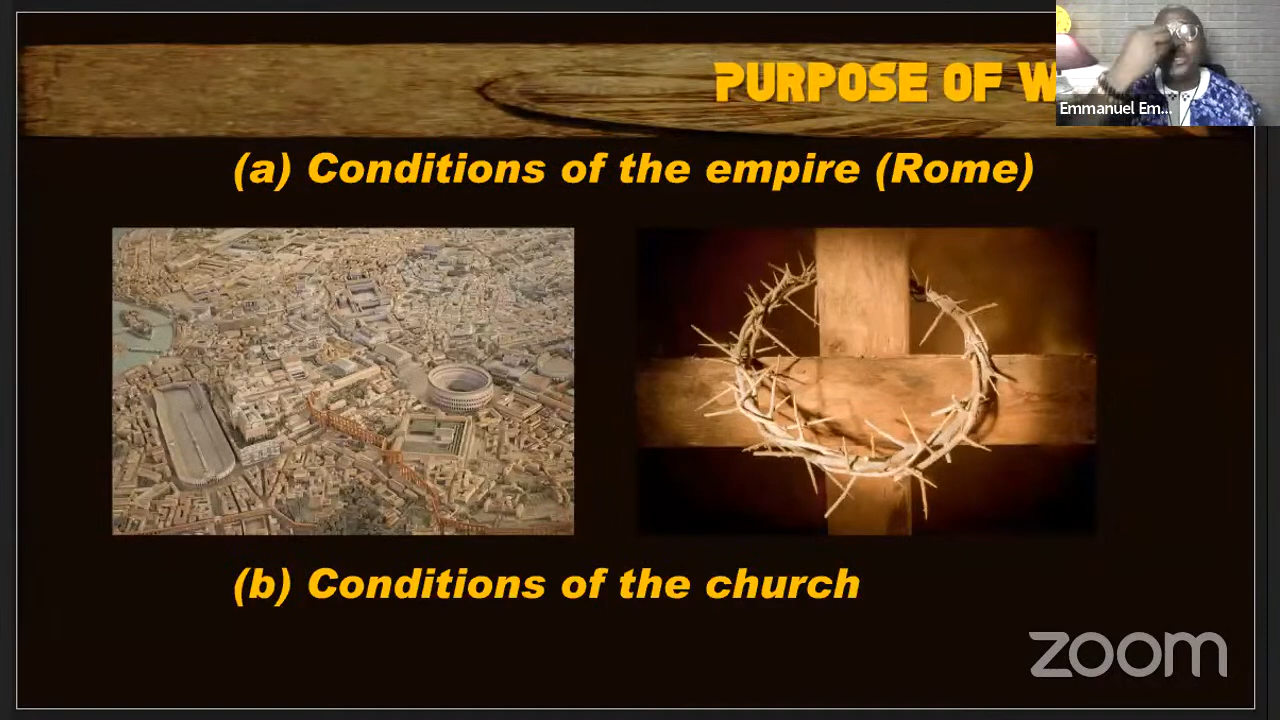 PURPOSE OF W
Emmanuel Em...
(a) Conditions of the empire (Rome)
(b) Conditions of the church
zoom